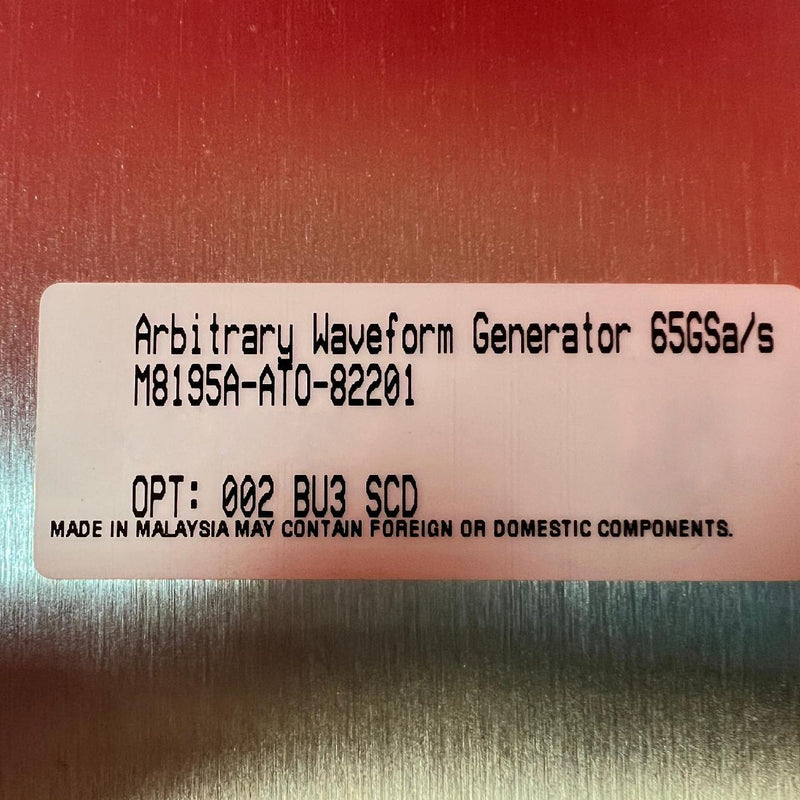 Arbitrary Waveform Generator 65GSa/s
M8195A-ATO-82201
OPT: 002 BU3 SCD
MADE IN MALAYSIA MAY CONTAIN FOREIGN OR DOMESTIC COMPONENTS.